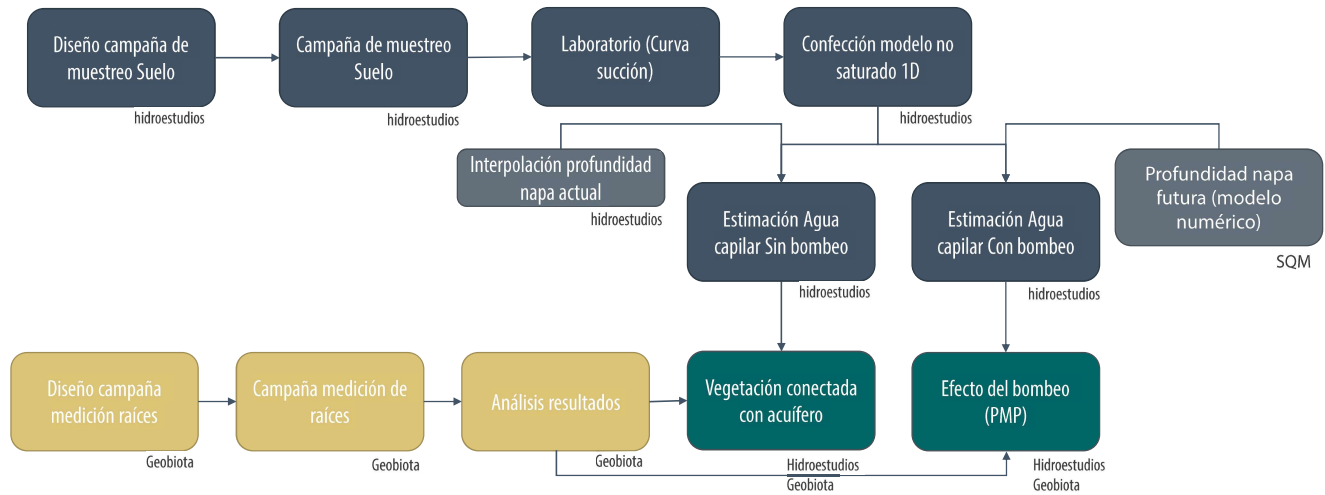 Diseño campaña de
muestreo Suelo
hidroestudios
Campaña de muestreo
Suelo
hidroestudios
Laboratorio (Curva
succión)
Confección modelo no
saturado 1D
hidroestudios
Interpolación profundidad
napa actual
hidroestudios
Estimación Agua
capilar Sin bombeo
hidroestudios
Estimación Agua
capilar Con bombeo
hidroestudios
Profundidad napa
futura (modelo
numérico)
SQM
Diseño campaña
medición raíces
Geobiota
Campaña medición de
raíces
Geobiota
Análisis resultados
Geobiota
Vegetación conectada
con acuífero
Hidroestudios
Geobiota
Efecto del bombeo
(PMP)
Hidroestudios
Geobiota